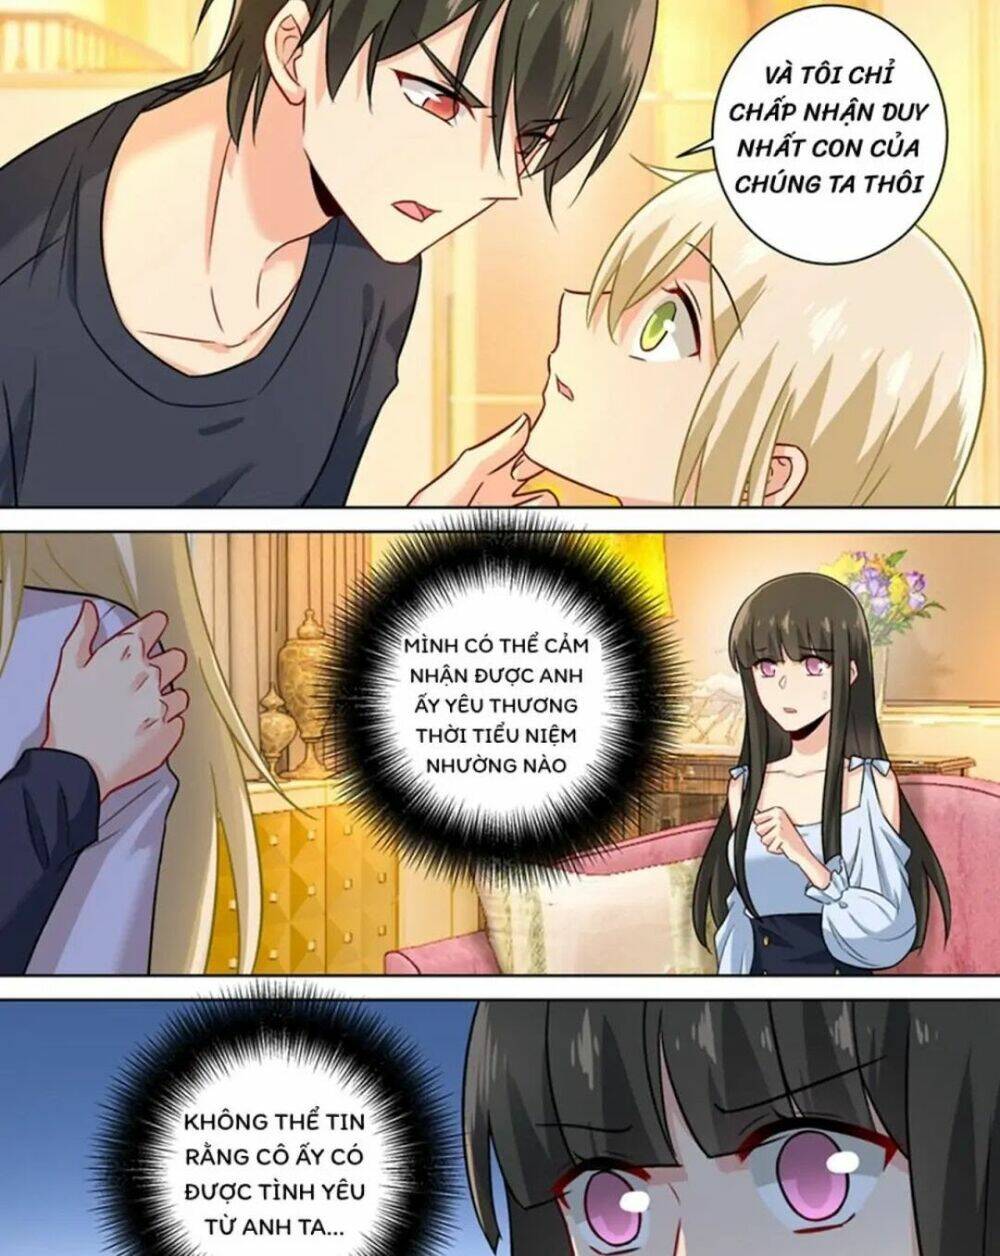 VÀ TÔI CHỈ
CHẤP NHẬN DUY
NHẤT CON CỦA
CHÚNG TA THÔI
MÌNH CÓ THỂ CẢM
NHẬN ĐƯỢC ANH
ẤY YÊU THƯƠNG
THỜI TIỂU NIỆM
NHƯỜNG NÀO
KHÔNG THỂ TIN
RẰNG CÔ ẤY CÓ
ĐƯỢC TÌNH YÊU
TỪ ANH TA...